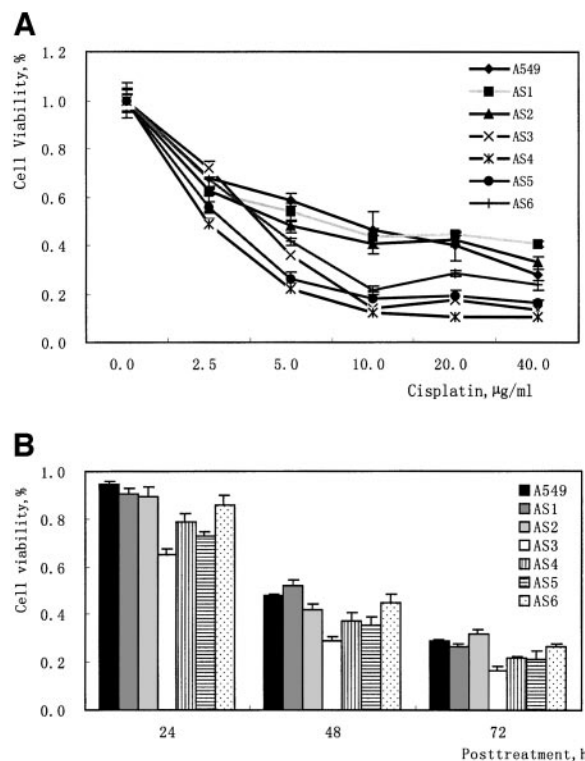 A
1.2
1.0
0.8
0.6
0.4
0.2
0.0
Cell Viability,%
A549
AS1
AS2
AS3
AS4
AS5
AS6
0.0 2.5 5.0 10.0 20.0 40.0
Cisplatin,μg/ml
B
1.0
0.8
0.6
0.4
0.2
0.0
Cell viability,%
A549
AS1
AS2
AS3
AS4
AS5
AS6
24 48 72
Posttreatment,h